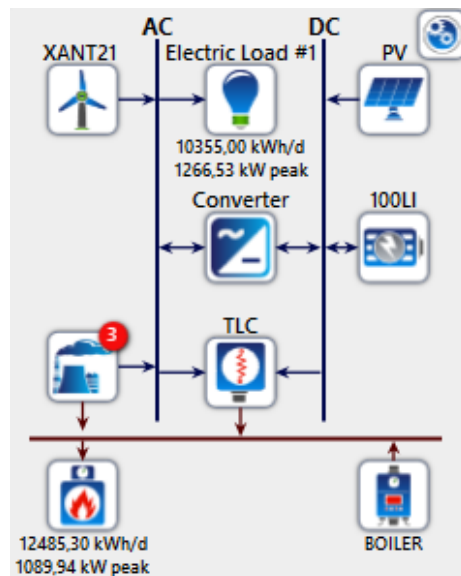 AC DC
XANT21 Electric Load #1 PV
10355,00 kWh/d
1266,53 kW peak
Converter 100LI
3 TLC
12485,30 kWh/d BOILER
1089,94 kW peak